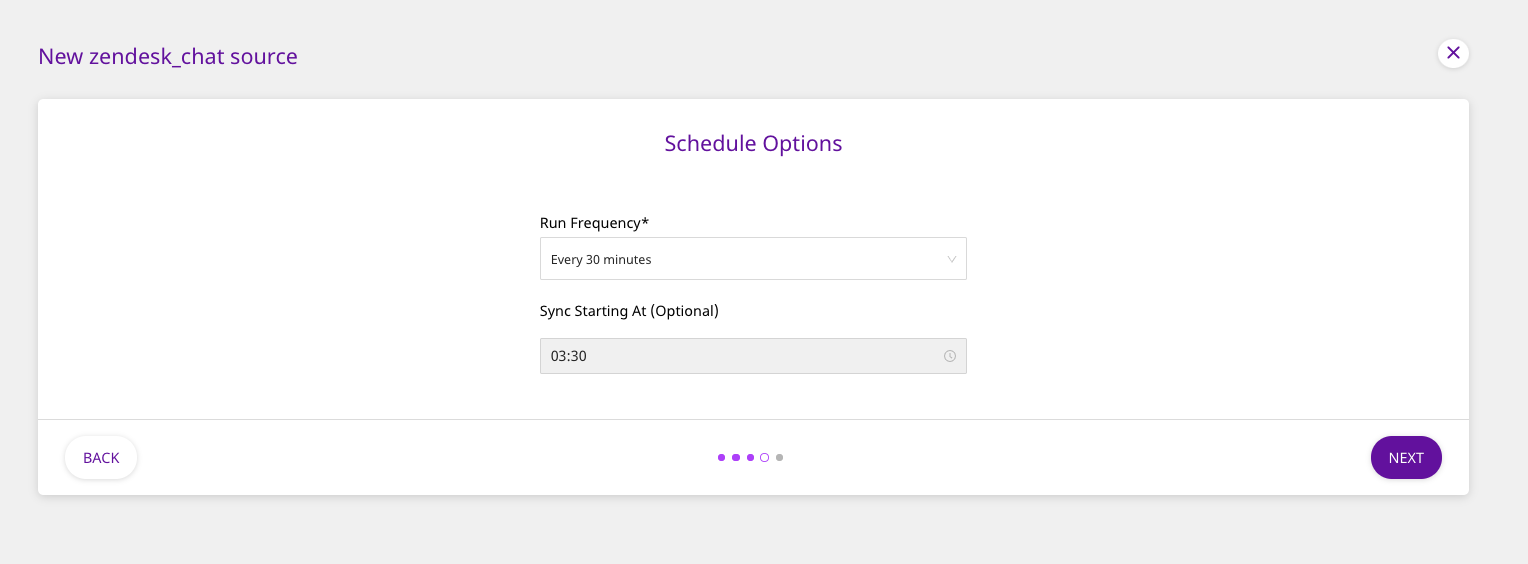 New zendesk_chat source
Schedule Options
Run Frequency*
Every 30 minutes
Sync Starting At (Optional)
03:30
BACK
NEXT